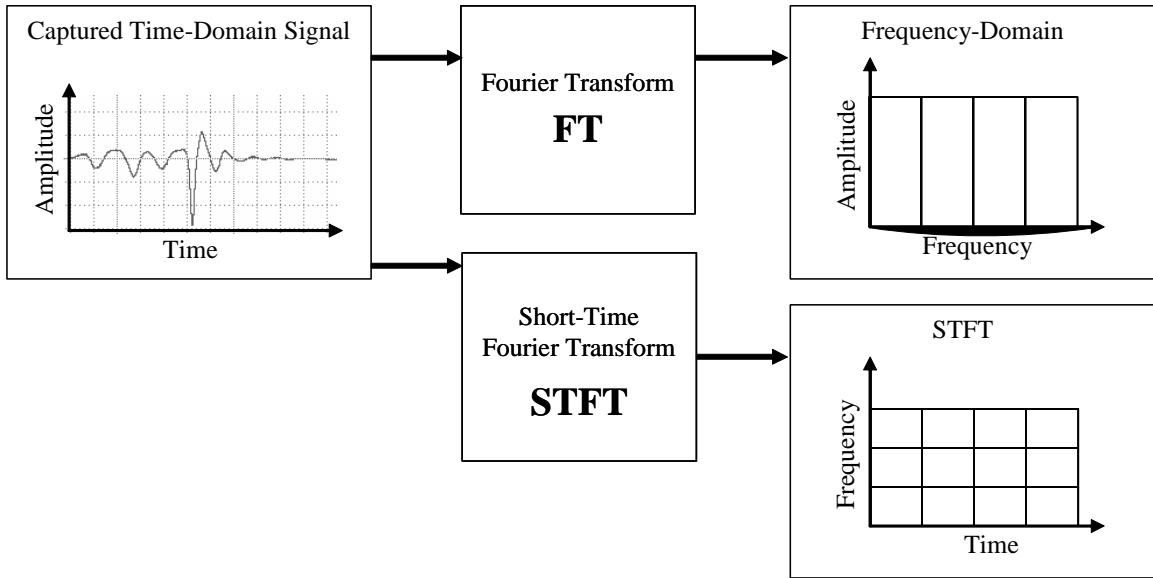 Captured Time-Domain Signal
Amplitude
Time
Fourier Transform
FT
Frequency-Domain
Amplitude
Frequency
Short-Time
Fourier Transform
STFT
STFT
Frequency
Time